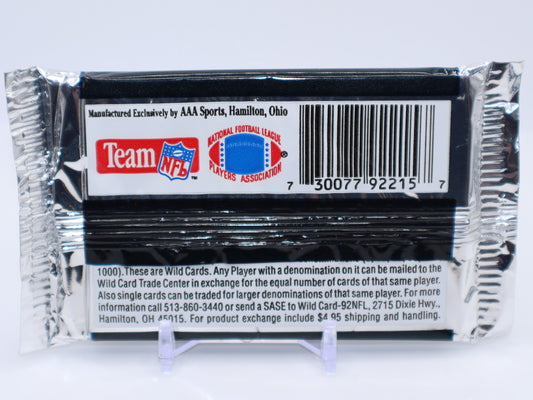 Manufactured Exclusively by AAA Sports, Hamilton, Ohio
Team NFL ™
NATIONAL FOOTBALL LEAGUE
PLAYERS ASSOCIATION ®
7 30077 92215 7
1000). These are Wild Cards. Any Player with a denomination on it can be mailed to the
Wild Card Trade Center in exchange for the equal number of cards of that same player.
Also single cards can be traded for larger denominations of that same player. For more
information call 513-860-3440 or send a SASE to Wild Card-92NFL, 2715 Dixie Hwy.,
Hamilton, OH 45015. For product exchange include $4.95 shipping and handling.